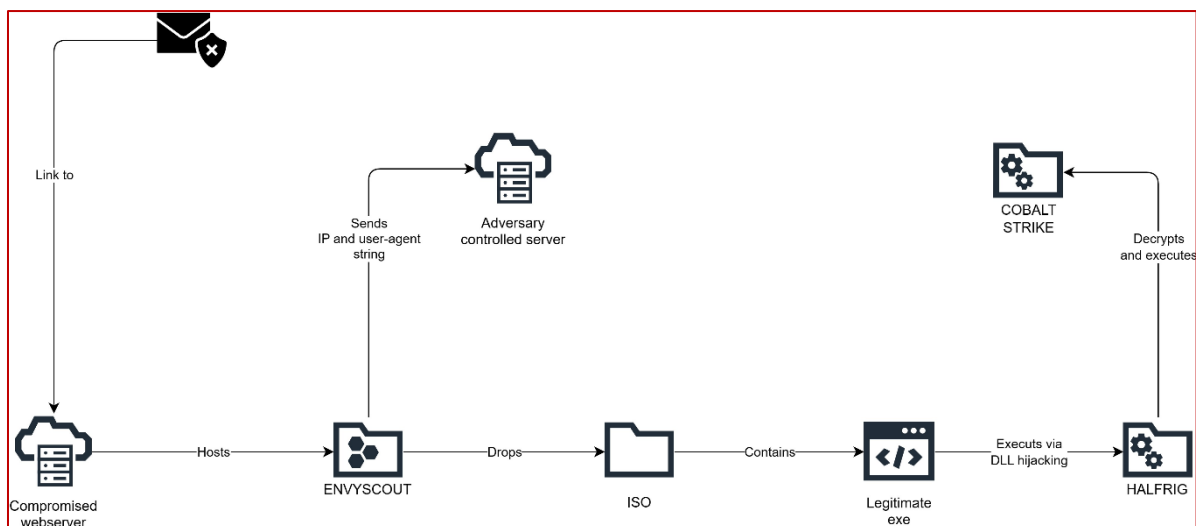 Link to
Sends
IP and user-agent
string
Adversary
controlled server
COBALT
STRIKE
Decrypts
and executes
Compromised
webserver
Hosts
ENVYSCOUT
Drops
ISO
Contains
Legitimate
exe
Executs via
DLL hijacking
HALFRIG